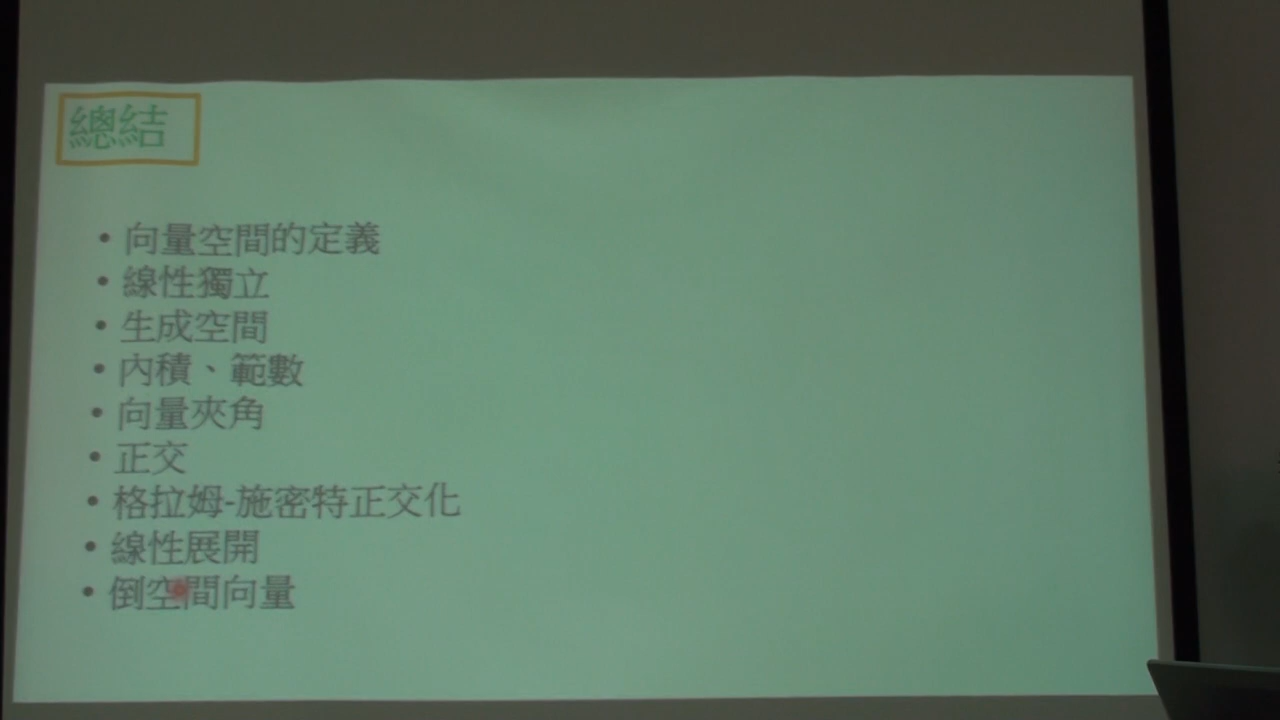 總結
• 向量空間的定義
• 線性獨立
• 生成空間
• 內積、範數
• 向量夾角
• 正交
• 格拉姆-施密特正交化
• 線性展開
• 倒空間向量